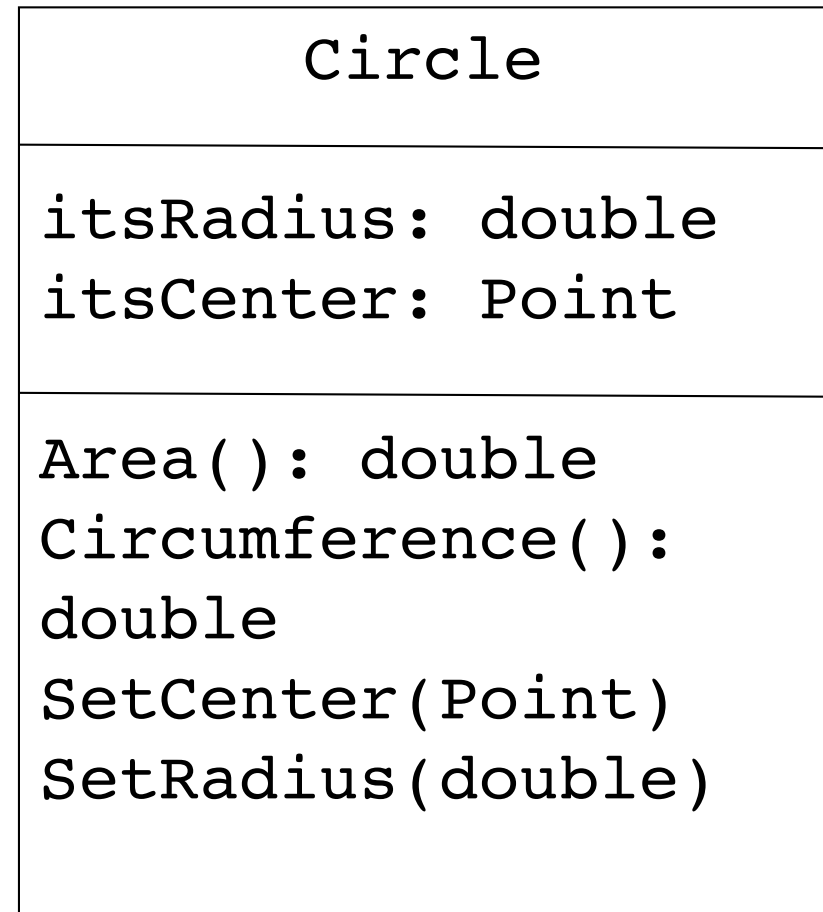 Circle
itsRadius: double
itsCenter: Point
Area(): double
Circumference():
double
SetCenter(Point)
SetRadius(double)